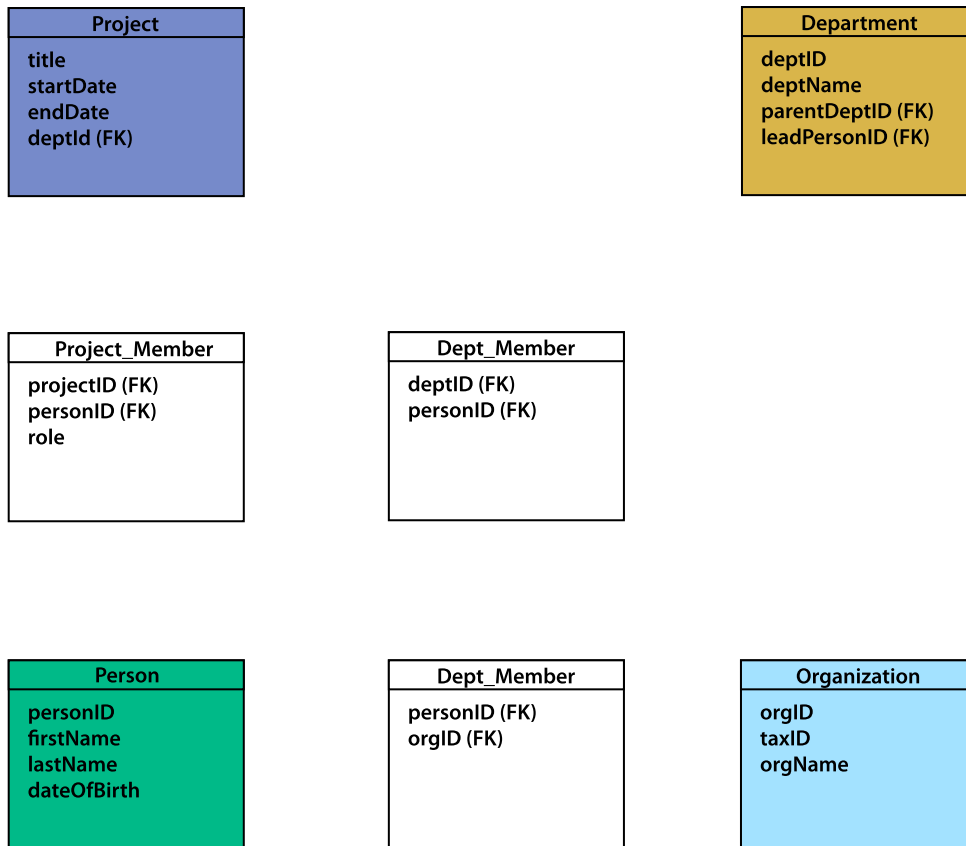 Project
title
startDate
endDate
deptId (FK)
Department
deptID
deptName
parentDeptID (FK)
leadPersonID (FK)
Project_Member
projectID (FK)
personID (FK)
role
Dept_Member
deptID (FK)
personID (FK)
Person
personID
firstName
lastName
dateOfBirth
Dept_Member
personID (FK)
orgID (FK)
Organization
orgID
taxID
orgName